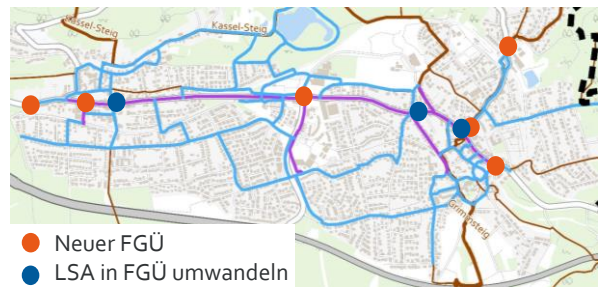 Kassel-Steig
Kassel-Steig
Grimmsteig
Neuer FGÜ
LSA in FGÜ umwandeln